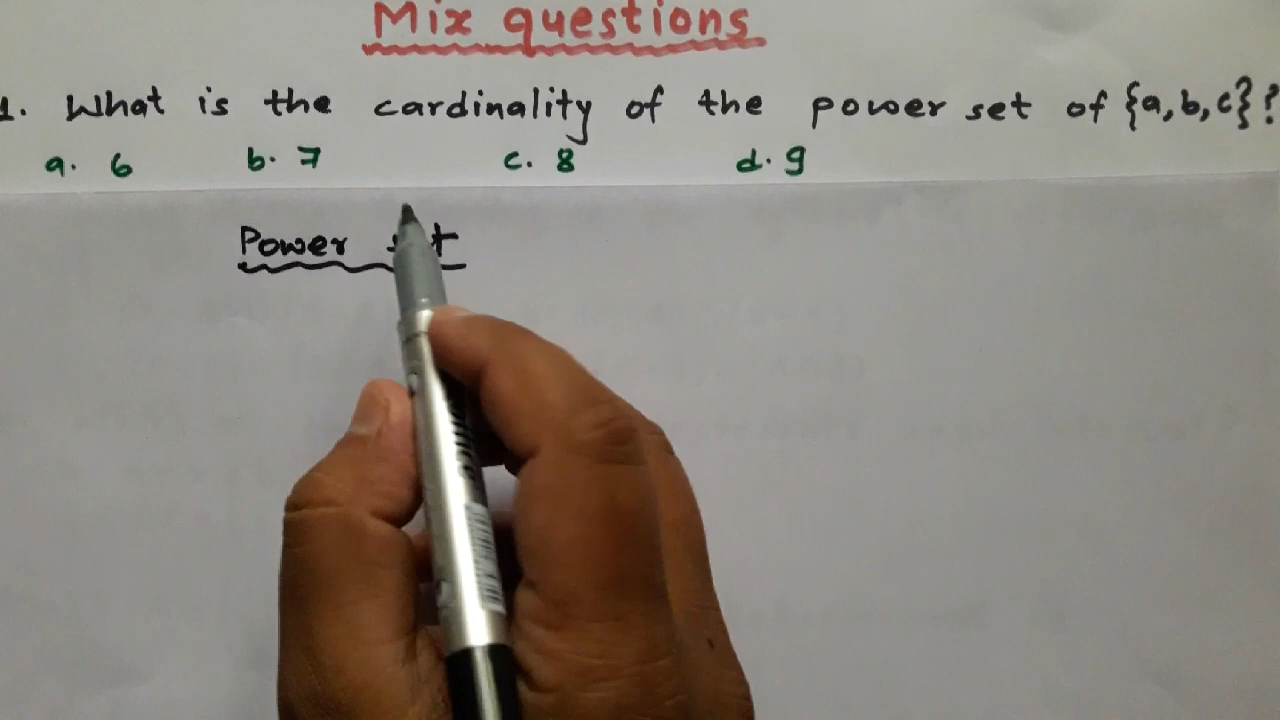 Mix questions
1. What is the cardinality of the power set of {a, b, c}?
a. 6 b. 7 c. 8 d. 9
Power